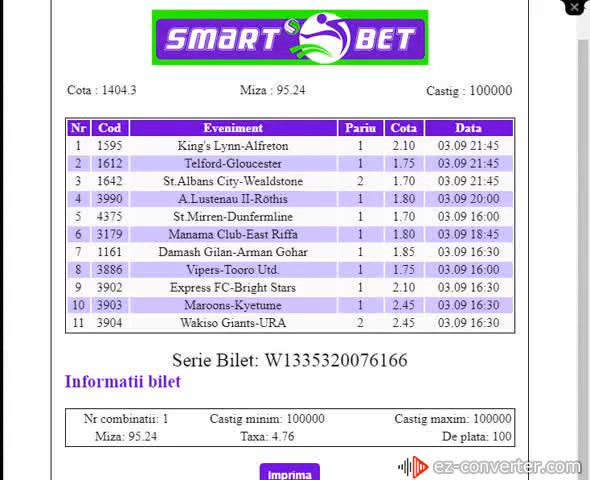 SMART BET
Cota : 1404.3 Miza : 95.24 Castig : 100000
Nr Cod Eveniment Pariu Cota Data
1 1595 King's Lynn-Alfreton 1 2.10 03.09 21:45
2 1612 Telford-Gloucester 1 1.75 03.09 21:45
3 1642 St.Albans City-Wealdstone 2 1.70 03.09 21:45
4 3990 A.Lustenau II-Röthis 1 1.80 03.09 20:00
5 4375 St.Mirren-Dunfermline 1 1.70 03.09 16:00
6 3179 Manama Club-East Riffa 1 1.80 03.09 18:45
7 1161 Damash Gilan-Arman Gohar 1 1.85 03.09 16:30
8 3886 Vipers-Tooro Utd. 1 1.75 03.09 16:00
9 3902 Express FC-Bright Stars 1 2.10 03.09 16:30
10 3903 Maroons-Kyetume 1 2.45 03.09 16:30
11 3904 Wakiso Giants-URA 2 2.45 03.09 16:30
Serie Bilet: W1335320076166
Informatii bilet
Nr combinatii: 1 Castig minim: 100000 Castig maxim: 100000
Miza: 95.24 Taxa: 4.76 De plata: 100
Imprima
ez-converter.com